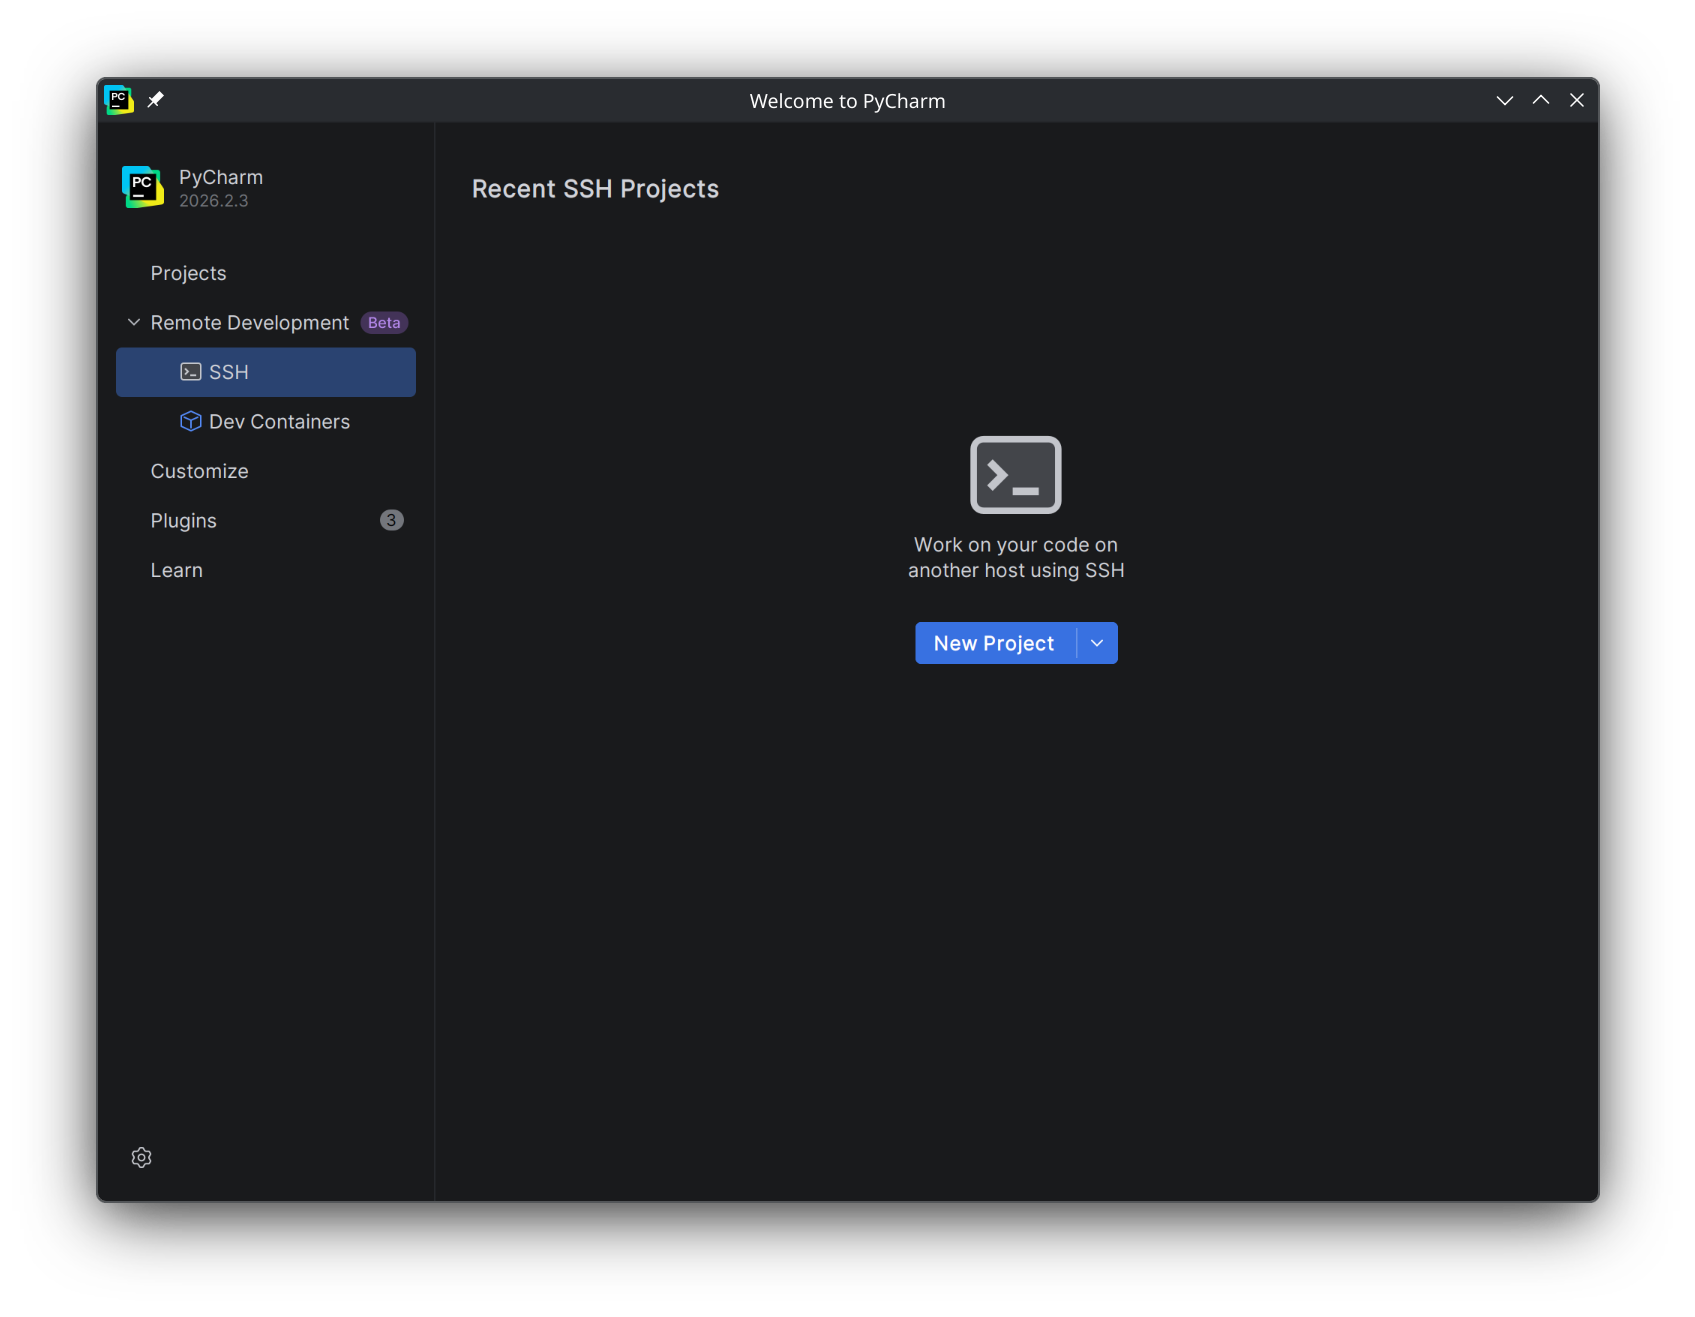 PC
Welcome to PyCharm
PC
PyCharm
2026.2.3
Projects
Remote Development Beta
SSH
Dev Containers
Customize
Plugins 3
Learn
Recent SSH Projects
Work on your code on
another host using SSH
New Project